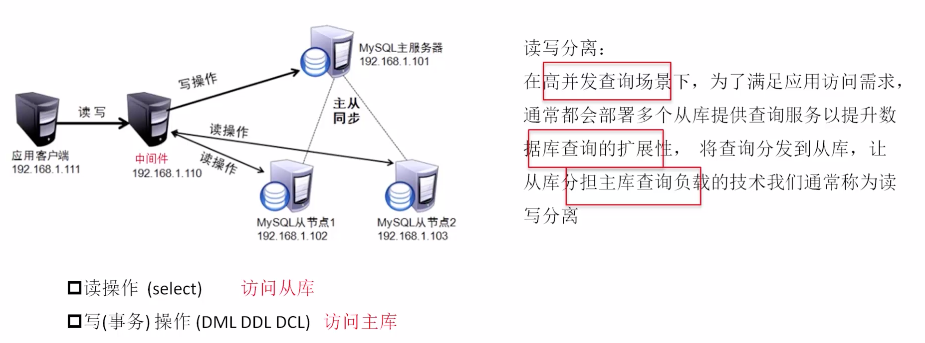 MySQL主服务器
192.168.1.101
写操作
读 写
主从
同步
读操作
读操作
应用客户端
192.168.1.111
中间件
192.168.1.110
MySQL从节点1
192.168.1.102
MySQL从节点2
192.168.1.103
读写分离：
在高并发查询场景下，为了满足应用访问需求，
通常都会部署多个从库提供查询服务以提升数
据库查询的扩展性， 将查询分发到从库，让
从库分担主库查询负载的技术我们通常称为读
写分离
读操作 (select) 访问从库
写(事务) 操作 (DML DDL DCL) 访问主库